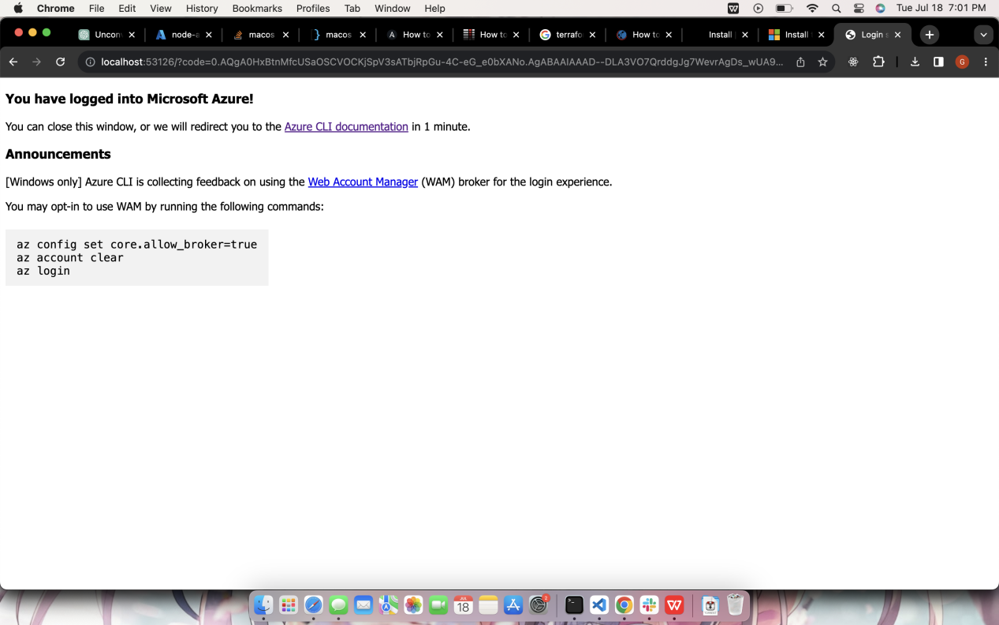 Chrome File Edit View History Bookmarks Profiles Tab Window Help Tue Jul 18 7:01 PM
Uncon node-a macos macos How to How to terrafo How to Install Install Login s
localhost:53126/?code=0.AQgA0HxBtnMfcUSaOSCVOCKjSpV3sATbjRpGu-4C-eG_e0bXANo.AgABAAIAAAD--DLA3VO7QrddgJg7WevrAgDs_wUA9... G
You have logged into Microsoft Azure!
You can close this window, or we will redirect you to the Azure CLI documentation in 1 minute.
Announcements
[Windows only] Azure CLI is collecting feedback on using the Web Account Manager (WAM) broker for the login experience.
You may opt-in to use WAM by running the following commands:
az config set core.allow_broker=true
az account clear
az login
JUL
18
2